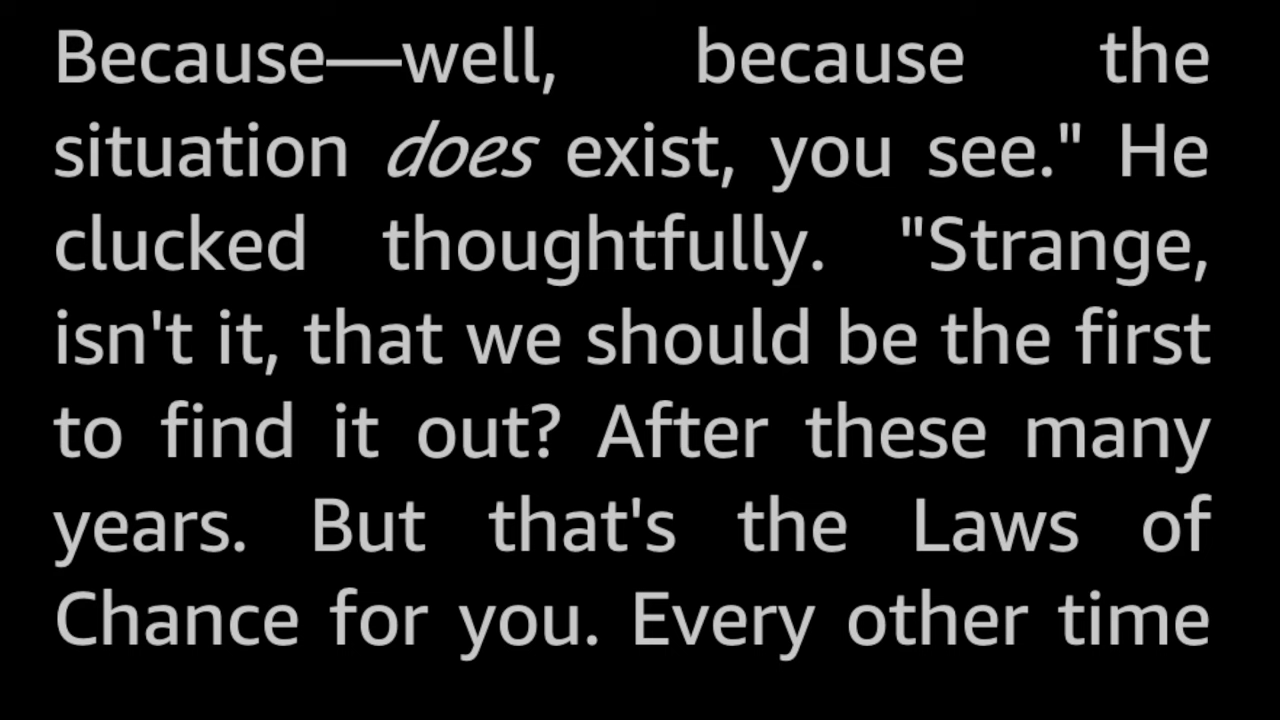 Because—well, because the
situation does exist, you see." He
clucked thoughtfully. "Strange,
isn't it, that we should be the first
to find it out? After these many
years. But that's the Laws of
Chance for you. Every other time